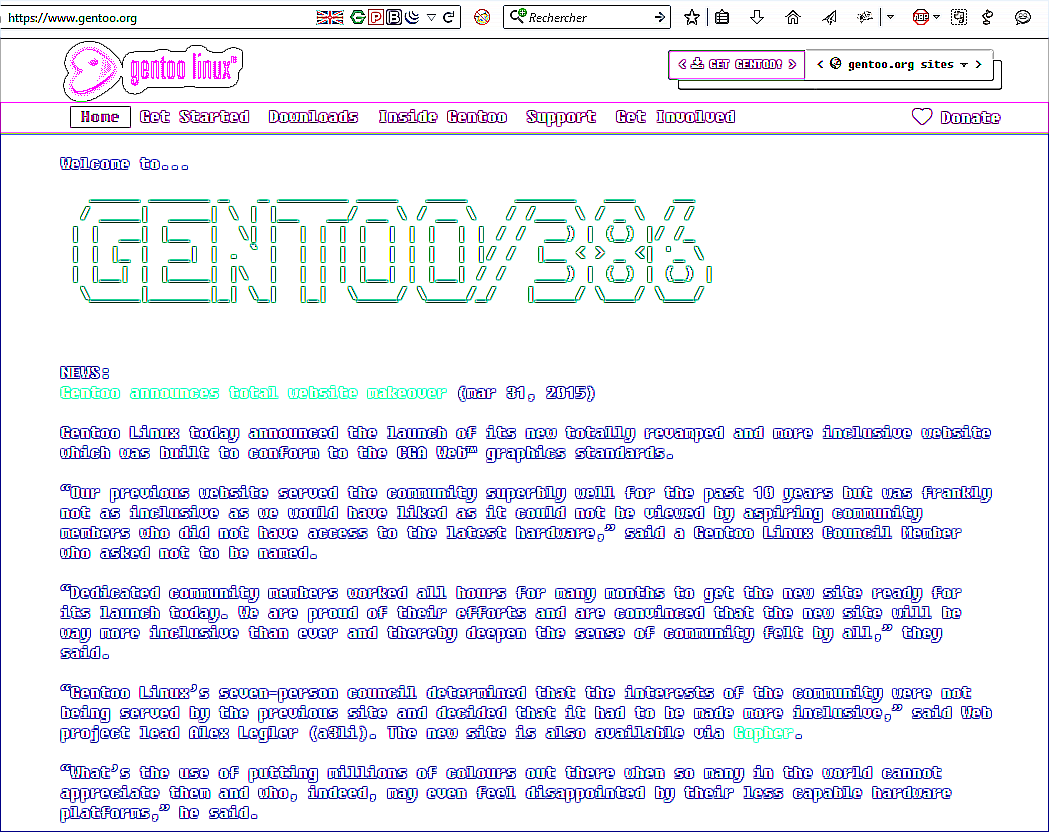 https://www.gentoo.org
Rechercher
gentoo linux
GET GENTOO!
gentoo.org sites
Home Get Started Downloads Inside Gentoo Support Get Involved Donate
Welcome to...
GENTOO/386
NEWS:
Gentoo announces total website makeover (mar 31, 2015)
Gentoo Linux today announced the launch of its new totally revamped and more inclusive website
which was built to conform to the CGA Web™ graphics standards.
“Our previous website served the community superbly well for the past 10 years but was frankly
not as inclusive as we would have liked as it could not be viewed by aspiring community
members who did not have access to the latest hardware,” said a Gentoo Linux Council Member
who asked not to be named.
“Dedicated community members worked all hours for many months to get the new site ready for
its launch today. We are proud of their efforts and are convinced that the new site will be
way more inclusive than ever and thereby deepen the sense of community felt by all,” they
said.
“Gentoo Linux’s seven-person council determined that the interests of the community were not
being served by the previous site and decided that it had to be made more inclusive,” said Web
project lead Alex Legler (a3li). The new site is also available via Gopher.
“What’s the use of putting millions of colours out there when so many in the world cannot
appreciate them and who, indeed, may even feel disappointed by their less capable hardware
platforms,” he said.